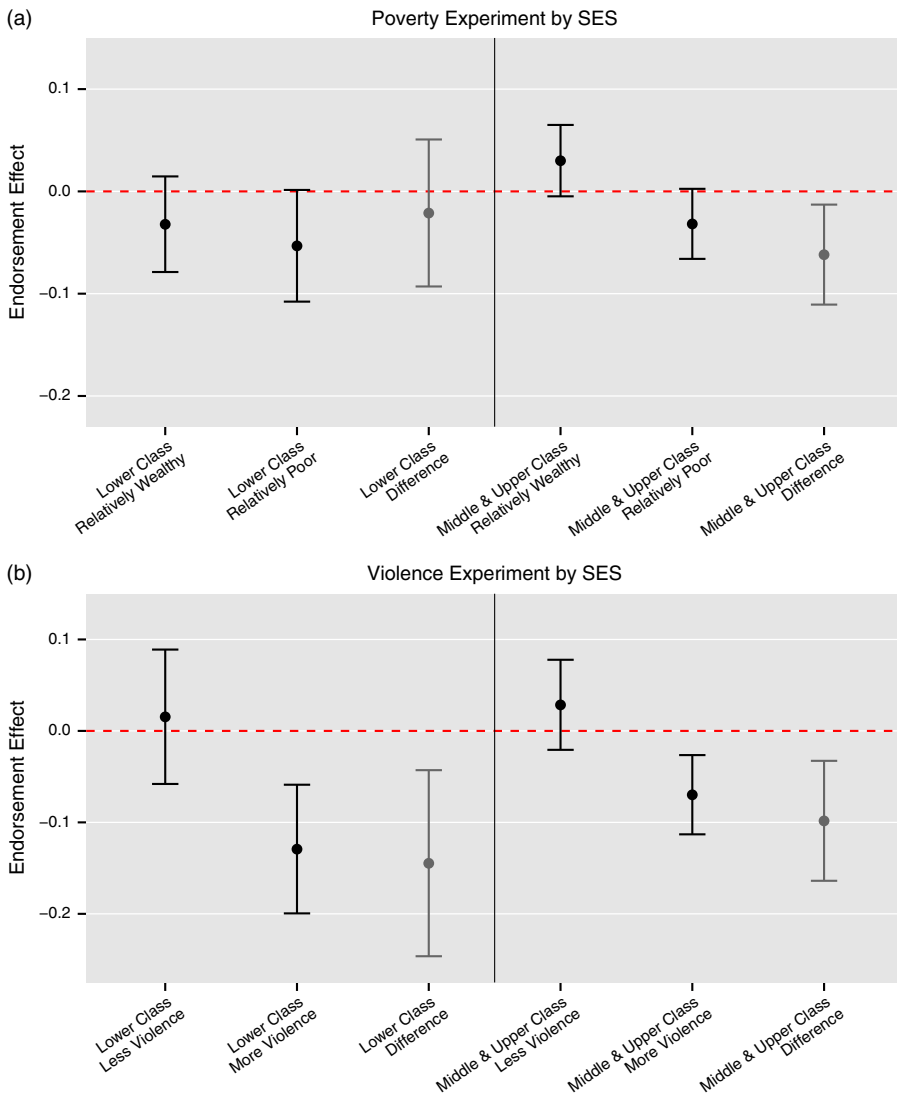 (a)
Poverty Experiment by SES
Endorsement Effect
0.1
0.0
−0.1
−0.2
Lower Class
Relatively Wealthy
Lower Class
Relatively Poor
Lower Class
Difference
Middle & Upper Class
Relatively Wealthy
Middle & Upper Class
Relatively Poor
Middle & Upper Class
Difference
(b)
Violence Experiment by SES
Endorsement Effect
0.1
0.0
−0.1
−0.2
Lower Class
Less Violence
Lower Class
More Violence
Lower Class
Difference
Middle & Upper Class
Less Violence
Middle & Upper Class
More Violence
Middle & Upper Class
Difference